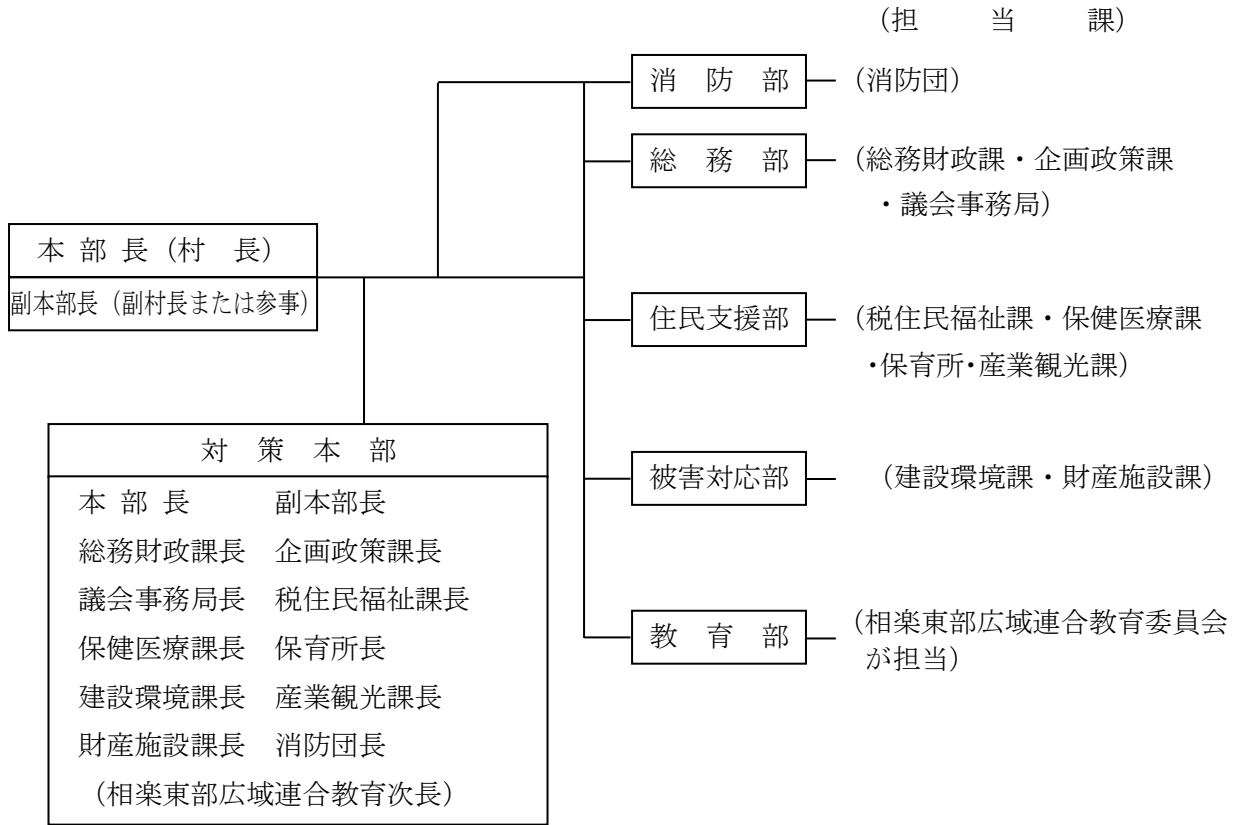 (担　当　課)
消　防　部
(消防団)
総　務　部
(総務財政課・企画政策課
・議会事務局)
本 部 長 (村　長)
副本部長 (副村長または参事)
住民支援部
(税住民福祉課・保健医療課
・保育所・産業観光課)
対　策　本　部
本 部 長　副本部長
総務財政課長　企画政策課長
議会事務局長　税住民福祉課長
保健医療課長　保育所長
建設環境課長　産業観光課長
財産施設課長　消防団長
(相楽東部広域連合教育次長)
被害対応部
(建設環境課・財産施設課)
教　育　部
(相楽東部広域連合教育委員会
が担当)